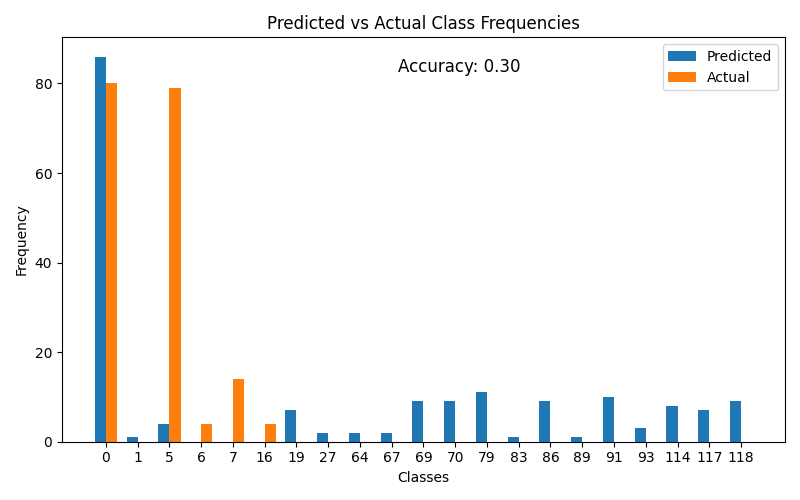 Predicted vs Actual Class Frequencies
Accuracy: 0.30
Predicted
Actual
Frequency
80
60
40
20
0
0 1 5 6 7 16 19 27 64 67 69 70 79 83 86 89 91 93 114 117 118
Classes